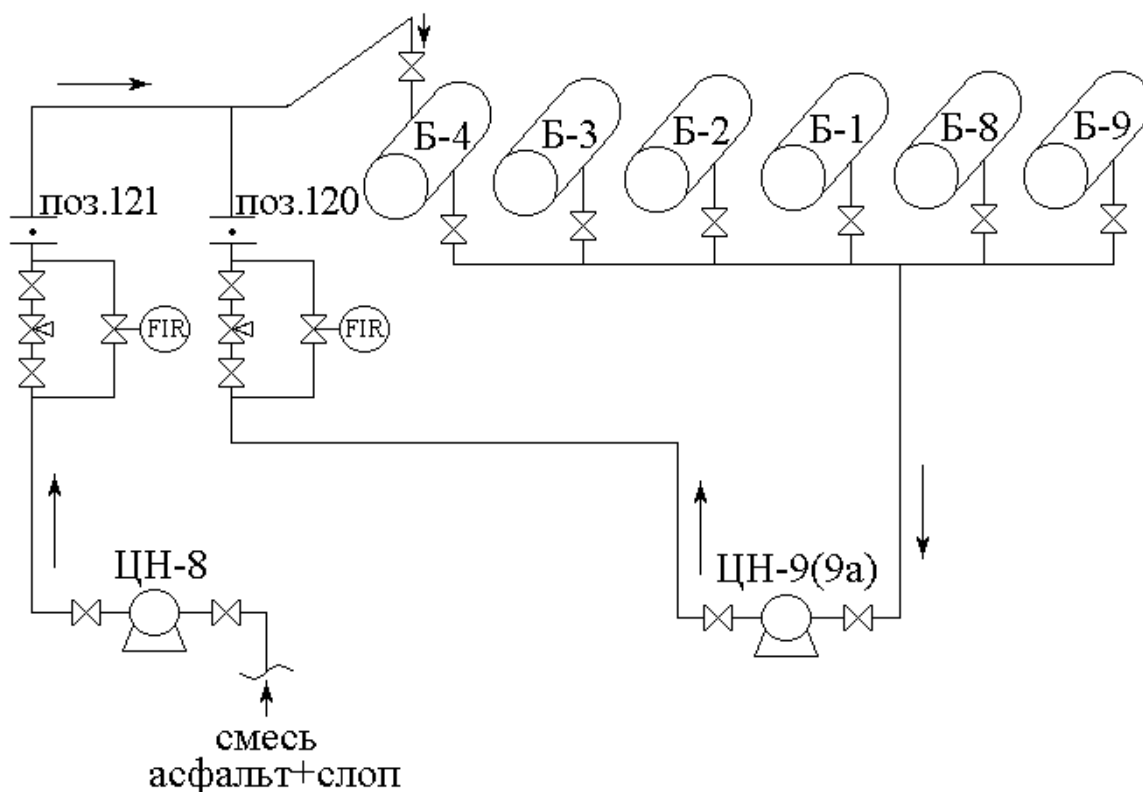 Б-4
Б-3
Б-2
Б-1
Б-8
Б-9
поз.121
поз.120
FIR
FIR
ЦН-8
ЦН-9(9а)
смесь
асфальт+слоп